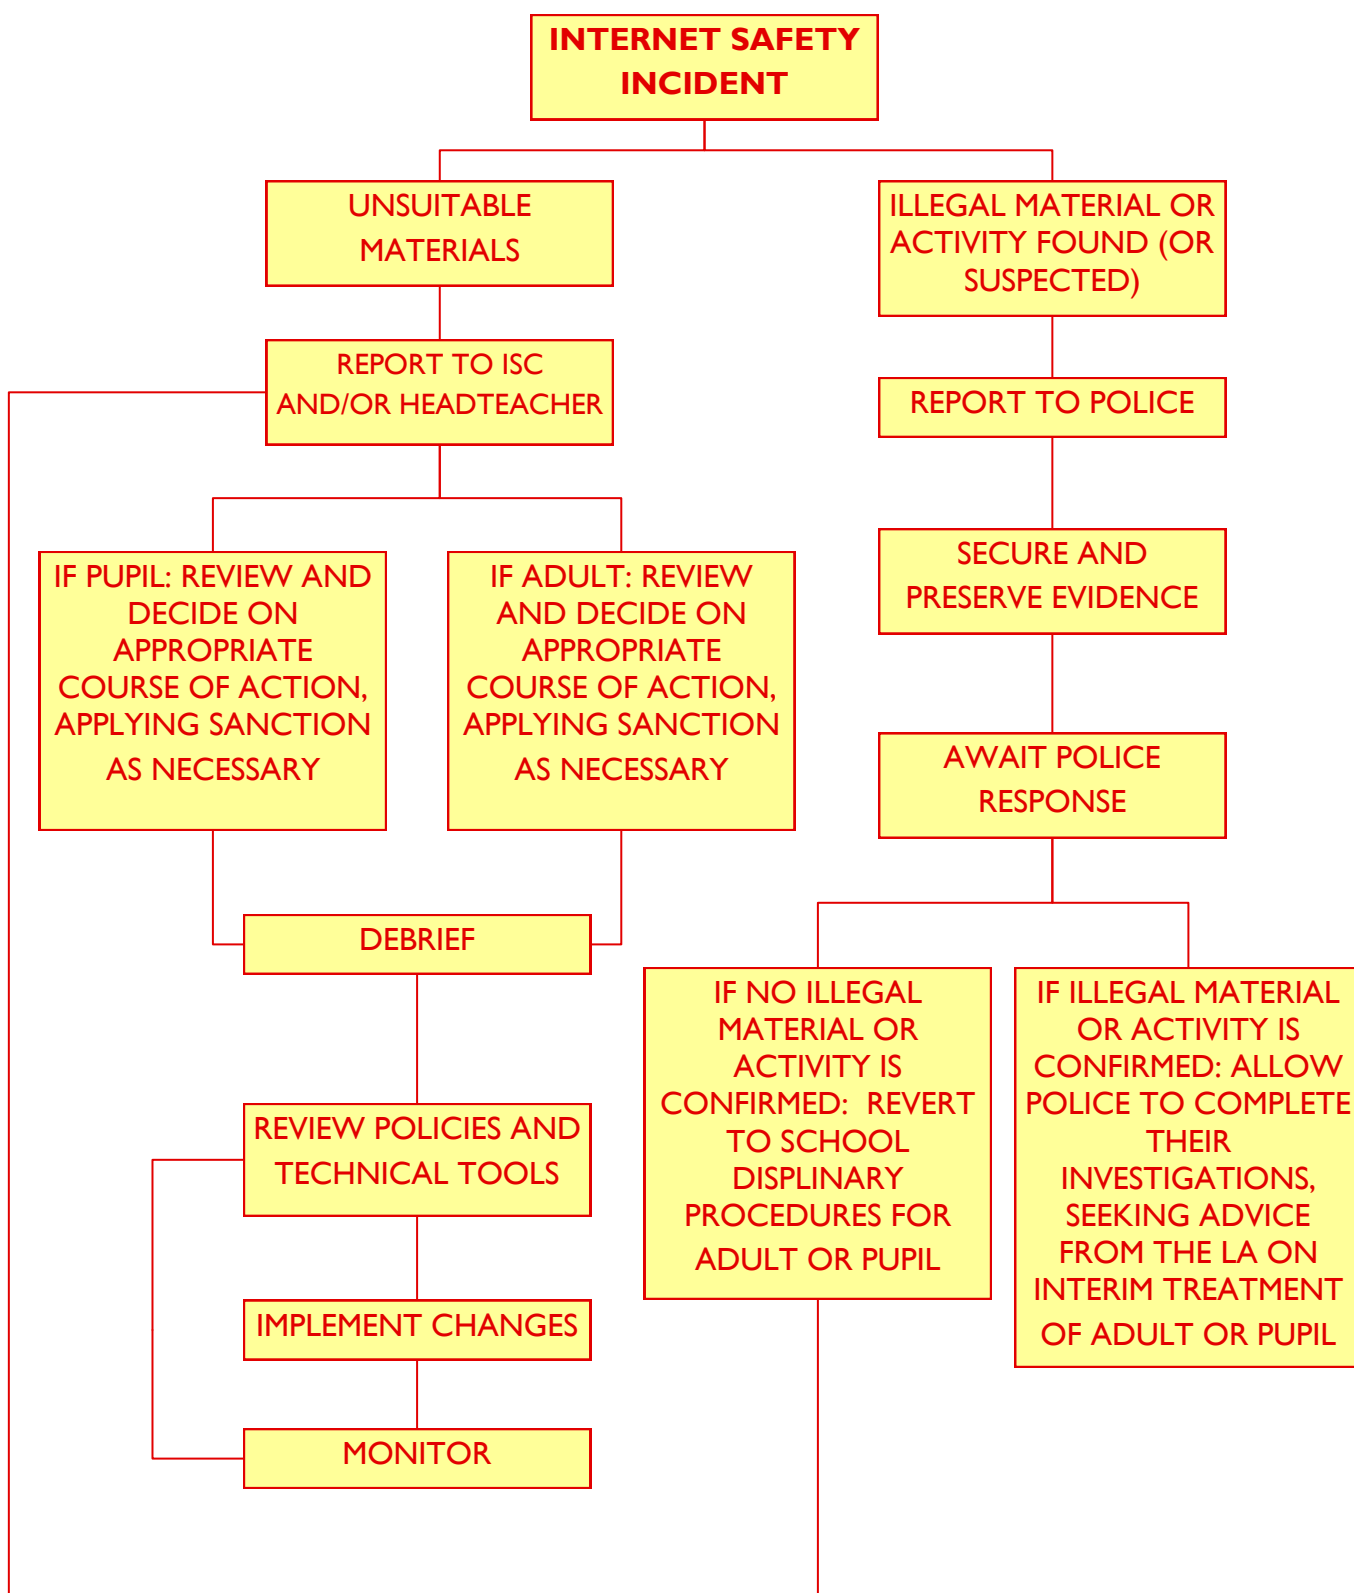 INTERNET SAFETY
INCIDENT
UNSUITABLE
MATERIALS
ILLEGAL MATERIAL OR
ACTIVITY FOUND (OR
SUSPECTED)
REPORT TO ISC
AND/OR HEADTEACHER
REPORT TO POLICE
SECURE AND
PRESERVE EVIDENCE
IF PUPIL: REVIEW AND
DECIDE ON
APPROPRIATE
COURSE OF ACTION,
APPLYING SANCTION
AS NECESSARY
IF ADULT: REVIEW
AND DECIDE ON
APPROPRIATE
COURSE OF ACTION,
APPLYING SANCTION
AS NECESSARY
AWAIT POLICE
RESPONSE
DEBRIEF
IF NO ILLEGAL
MATERIAL OR
ACTIVITY IS
CONFIRMED:  REVERT
TO SCHOOL
DISPLINARY
PROCEDURES FOR
ADULT OR PUPIL
IF ILLEGAL MATERIAL
OR ACTIVITY IS
CONFIRMED: ALLOW
POLICE TO COMPLETE
THEIR
INVESTIGATIONS,
SEEKING ADVICE
FROM THE LA ON
INTERIM TREATMENT
OF ADULT OR PUPIL
REVIEW POLICIES AND
TECHNICAL TOOLS
IMPLEMENT CHANGES
MONITOR